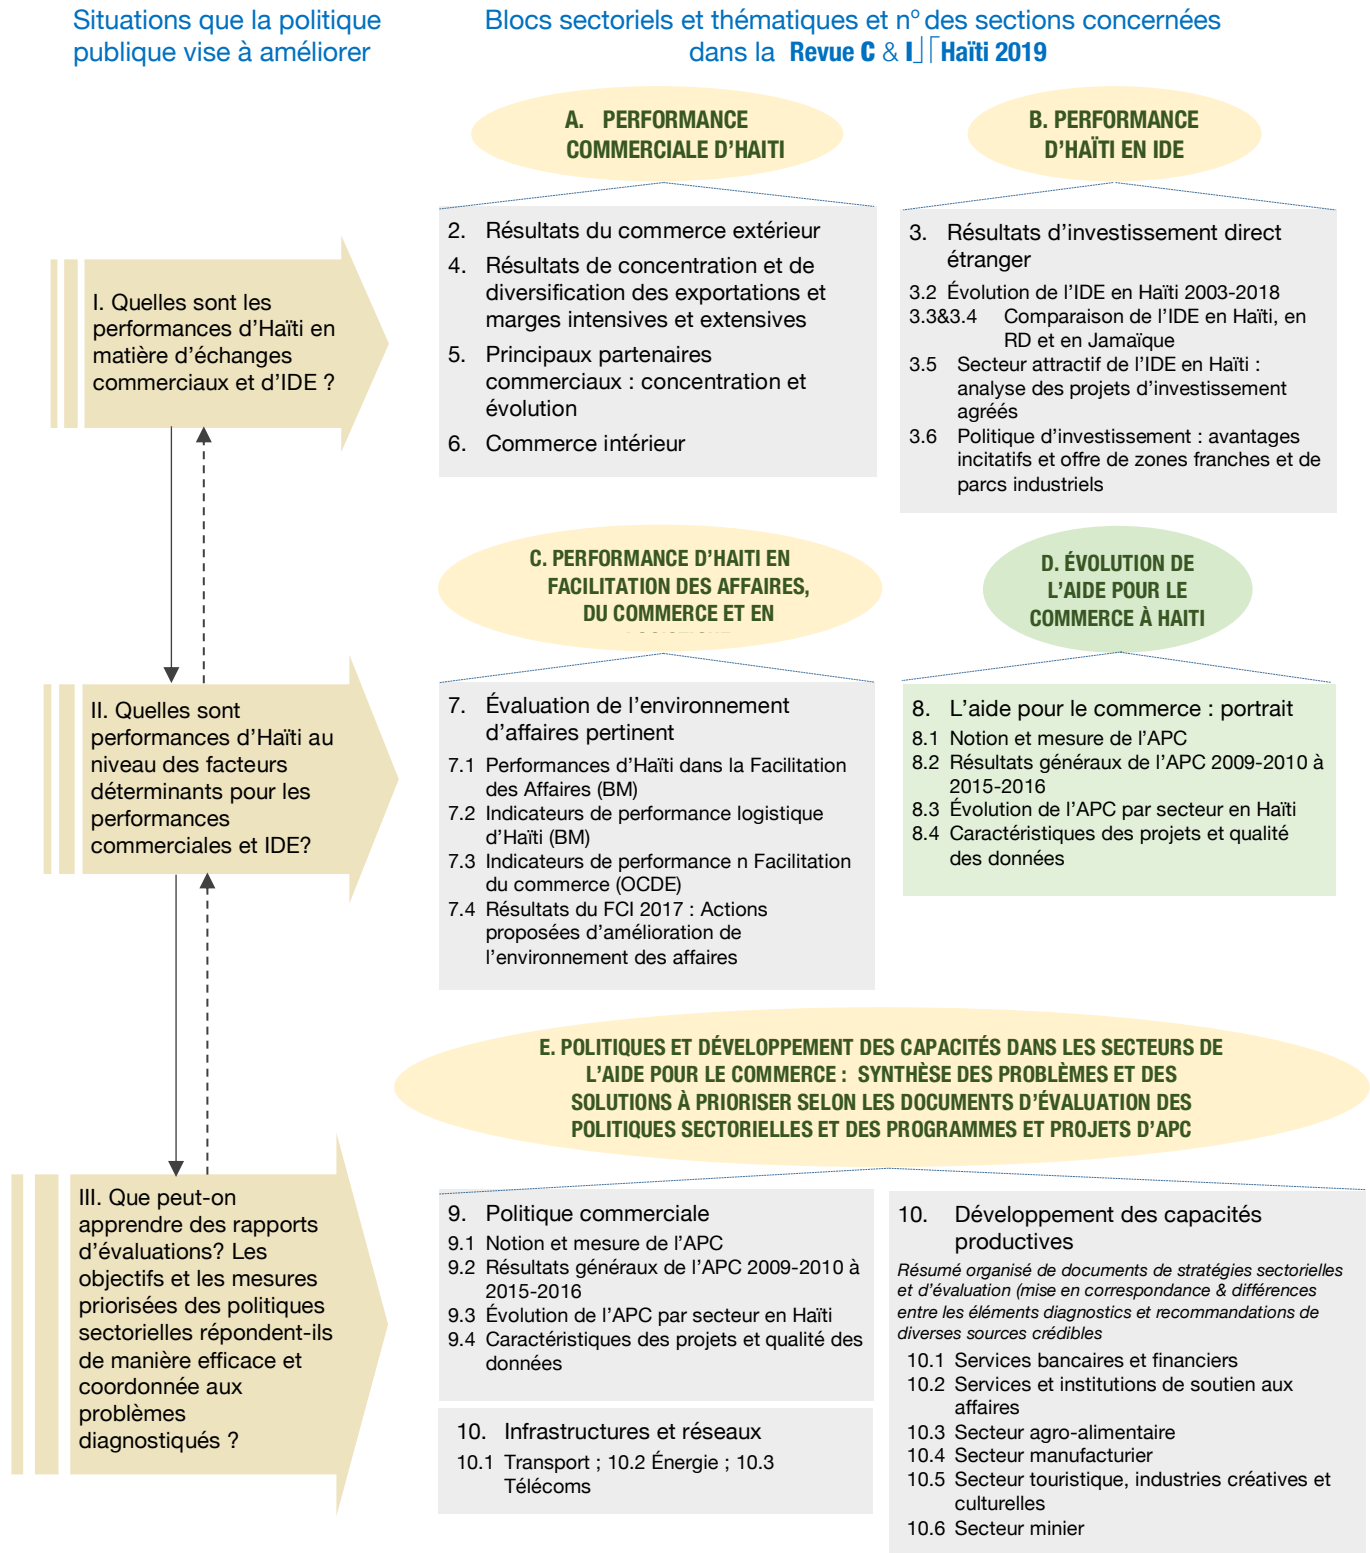 Situations que la politique
publique vise à améliorer
Blocs sectoriels et thématiques et nº des sections concernées
dans la Revue C & I Haïti 2019
A. PERFORMANCE
COMMERCIALE D’HAITI
B. PERFORMANCE
D’HAÏTI EN IDE
I. Quelles sont les
performances d’Haïti en
matière d’échanges
commerciaux et d’IDE ?
2. Résultats du commerce extérieur
4. Résultats de concentration et de
diversification des exportations et
marges intensives et extensives
5. Principaux partenaires
commerciaux : concentration et
évolution
6. Commerce intérieur
3. Résultats d’investissement direct
étranger
3.2 Évolution de l’IDE en Haïti 2003-2018
3.3&3.4 Comparaison de l’IDE en Haïti, en
RD et en Jamaïque
3.5 Secteur attractif de l’IDE en Haïti :
analyse des projets d’investissement
agréés
3.6 Politique d’investissement : avantages
incitatifs et offre de zones franches et de
parcs industriels
C. PERFORMANCE D’HAITI EN
FACILITATION DES AFFAIRES,
DU COMMERCE ET EN
D. ÉVOLUTION DE
L’AIDE POUR LE
COMMERCE À HAITI
II. Quelles sont
performances d’Haïti au
niveau des facteurs
déterminants pour les
performances
commerciales et IDE?
7. Évaluation de l’environnement
d’affaires pertinent
7.1 Performances d’Haïti dans la Facilitation
des Affaires (BM)
7.2 Indicateurs de performance logistique
d’Haïti (BM)
7.3 Indicateurs de performance n Facilitation
du commerce (OCDE)
7.4 Résultats du FCI 2017 : Actions
proposées d’amélioration de
l’environnement des affaires
8. L’aide pour le commerce : portrait
8.1 Notion et mesure de l’APC
8.2 Résultats généraux de l’APC 2009-2010 à
2015-2016
8.3 Évolution de l’APC par secteur en Haïti
8.4 Caractéristiques des projets et qualité
des données
E. POLITIQUES ET DÉVELOPPEMENT DES CAPACITÉS DANS LES SECTEURS DE
L’AIDE POUR LE COMMERCE : SYNTHÈSE DES PROBLÈMES ET DES
SOLUTIONS À PRIORISER SELON LES DOCUMENTS D’ÉVALUATION DES
POLITIQUES SECTORIELLES ET DES PROGRAMMES ET PROJETS D’APC
III. Que peut-on
apprendre des rapports
d’évaluations? Les
objectifs et les mesures
priorisées des politiques
sectorielles répondent-ils
de manière efficace et
coordonnée aux
problèmes
diagnostiqués ?
9. Politique commerciale
9.1 Notion et mesure de l’APC
9.2 Résultats généraux de l’APC 2009-2010 à
2015-2016
9.3 Évolution de l’APC par secteur en Haïti
9.4 Caractéristiques des projets et qualité des
données
10. Infrastructures et réseaux
10.1 Transport ; 10.2 Énergie ; 10.3
Télécoms
10. Développement des capacités
productives
Résumé organisé de documents de stratégies sectorielles
et d’évaluation (mise en correspondance & différences
entre les éléments diagnostics et recommandations de
diverses sources crédibles
10.1 Services bancaires et financiers
10.2 Services et institutions de soutien aux
affaires
10.3 Secteur agro-alimentaire
10.4 Secteur manufacturier
10.5 Secteur touristique, industries créatives et
culturelles
10.6 Secteur minier